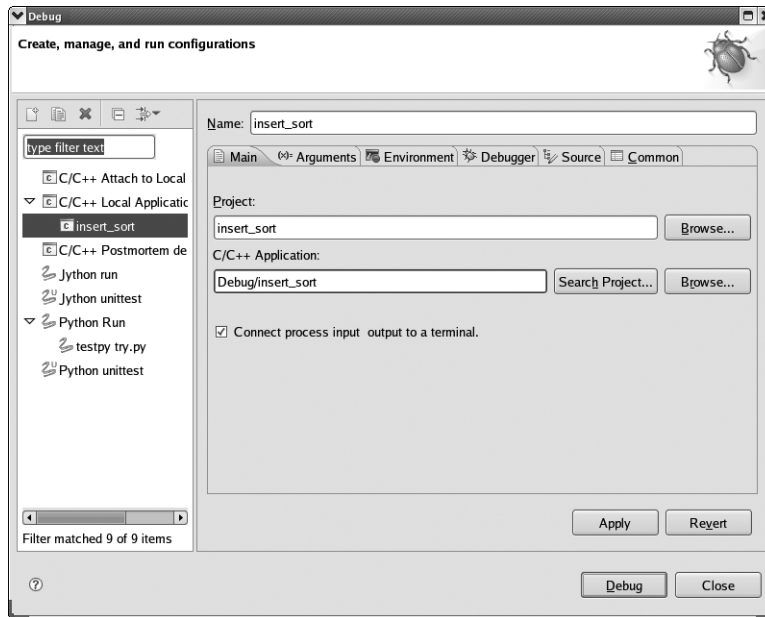 Debug
Create, manage, and run configurations
type filter text
C/C++ Attach to Local
C/C++ Local Applicatic
insert_sort
C/C++ Postmortem de
Jython run
Jython unittest
Python Run
testpy try.py
Python unittest
Filter matched 9 of 9 items
Name: insert_sort
Main (x)= Arguments Environment Debugger Source Common
Project:
insert_sort Browse...
C/C++ Application:
Debug/insert_sort Search Project... Browse...
Connect process input output to a terminal.
Apply Revert
? Debug Close